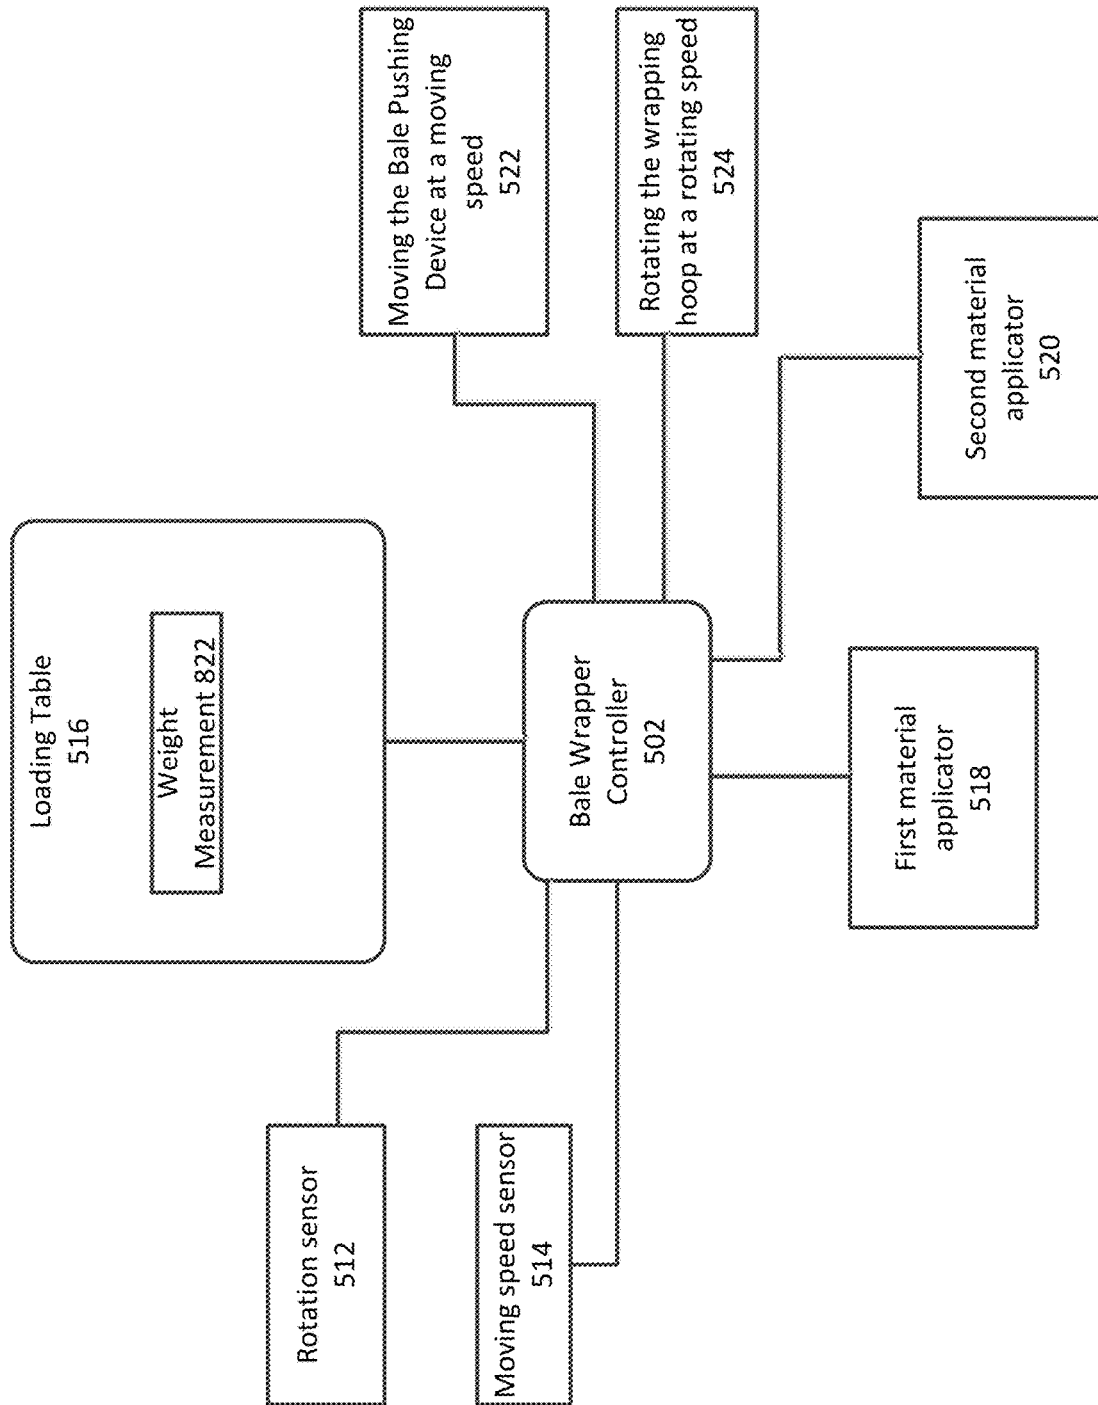 Loading Table
516
Weight
Measurement 822
Rotation sensor
512
Moving speed sensor
514
Bale Wrapper
Controller
502
Moving the Bale Pushing
Device at a moving
speed
522
Rotating the wrapping
hoop at a rotating speed
524
First material
applicator
518
Second material
applicator
520